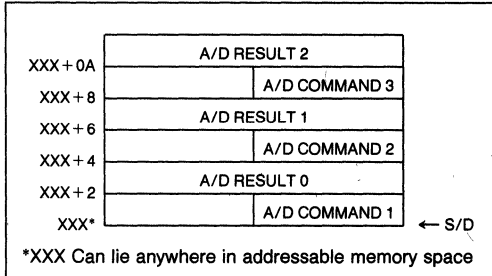 A/D RESULT 2
XXX+0A
A/D COMMAND 3
XXX+8
A/D RESULT 1
XXX+6
A/D COMMAND 2
XXX+4
A/D RESULT 0
XXX+2
A/D COMMAND 1
XXX* ← S/D
*XXX Can lie anywhere in addressable memory space